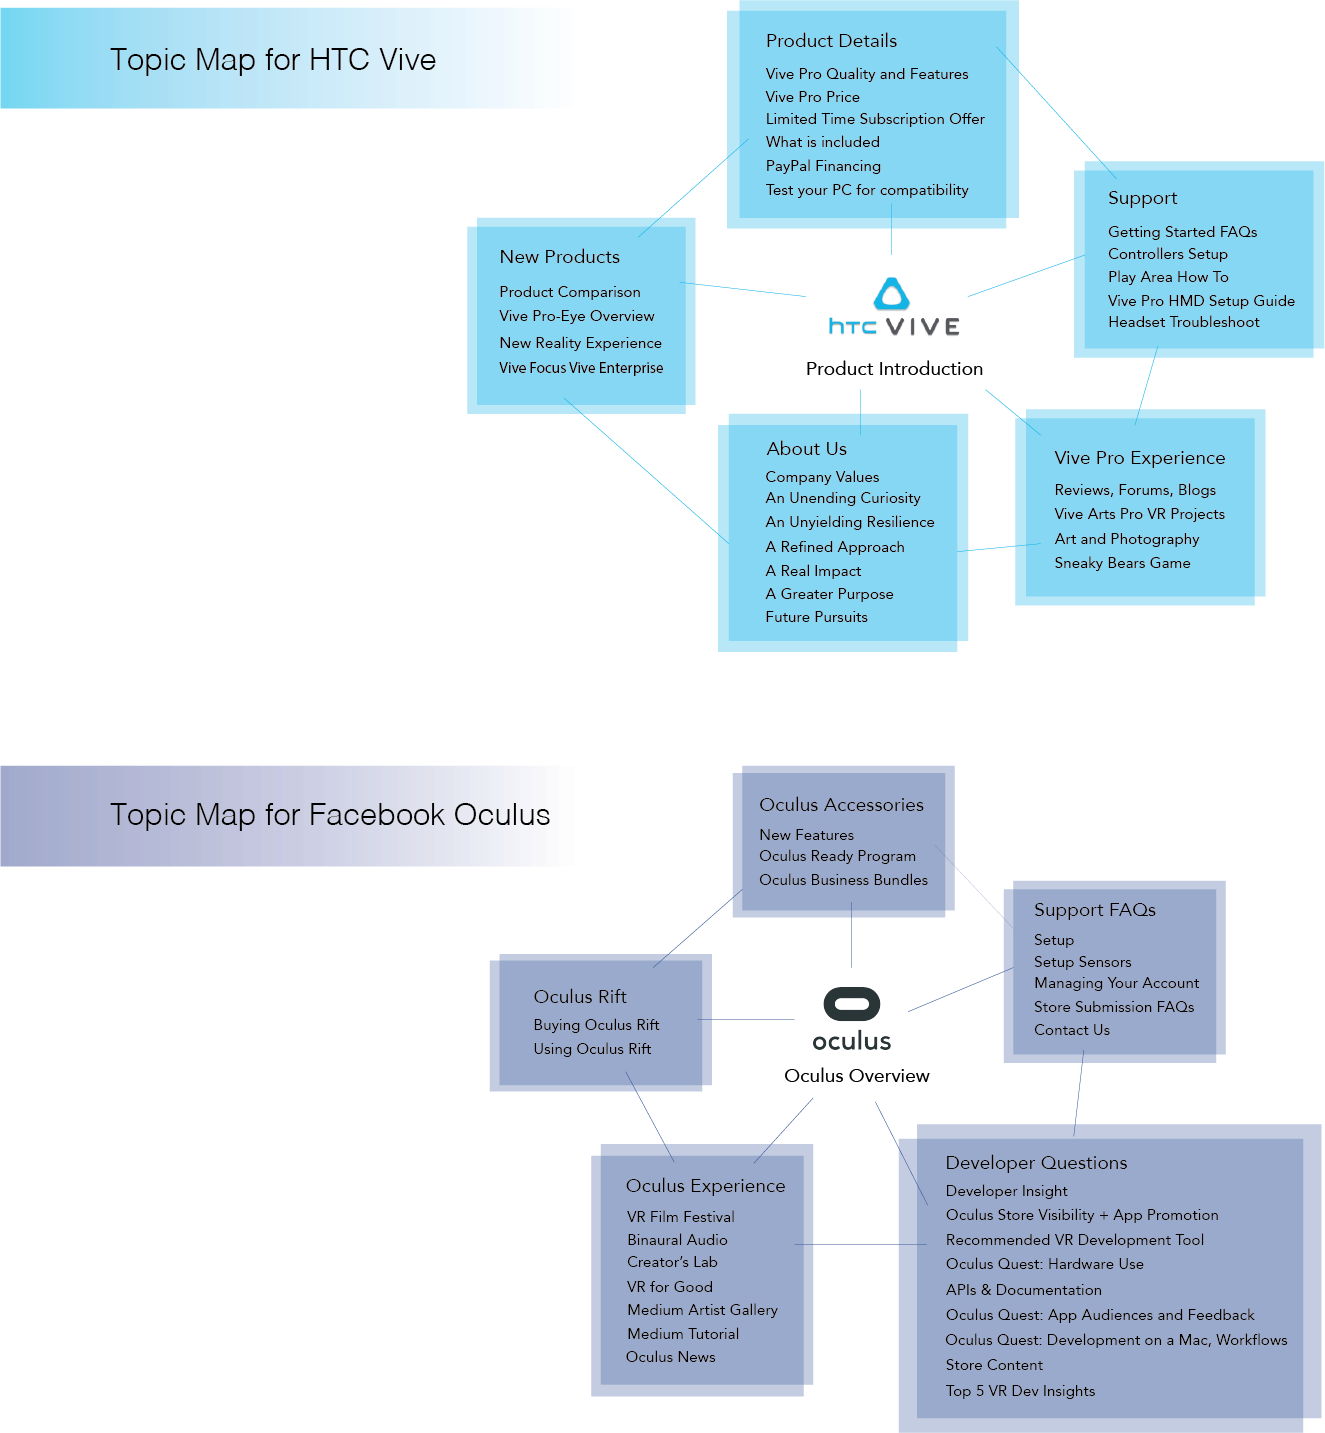 Topic Map for HTC Vive
Product Details
Vive Pro Quality and Features
Vive Pro Price
Limited Time Subscription Offer
What is included
PayPal Financing
Test your PC for compatibility
Support
Getting Started FAQs
Controllers Setup
Play Area How To
Vive Pro HMD Setup Guide
Headset Troubleshoot
New Products
Product Comparison
Vive Pro-Eye Overview
New Reality Experience
Vive Focus Vive Enterprise
hTC VIVE
Product Introduction
About Us
Company Values
An Unending Curiosity
An Unyielding Resilience
A Refined Approach
A Real Impact
A Greater Purpose
Future Pursuits
Vive Pro Experience
Reviews, Forums, Blogs
Vive Arts Pro VR Projects
Art and Photography
Sneaky Bears Game
Topic Map for Facebook Oculus
Oculus Accessories
New Features
Oculus Ready Program
Oculus Business Bundles
Support FAQs
Setup
Setup Sensors
Managing Your Account
Store Submission FAQs
Contact Us
Oculus Rift
Buying Oculus Rift
Using Oculus Rift
oculus
Oculus Overview
Oculus Experience
VR Film Festival
Binaural Audio
Creator's Lab
VR for Good
Medium Artist Gallery
Medium Tutorial
Oculus News
Developer Questions
Developer Insight
Oculus Store Visibility + App Promotion
Recommended VR Development Tool
Oculus Quest: Hardware Use
APIs & Documentation
Oculus Quest: App Audiences and Feedback
Oculus Quest: Development on a Mac, Workflows
Store Content
Top 5 VR Dev Insights